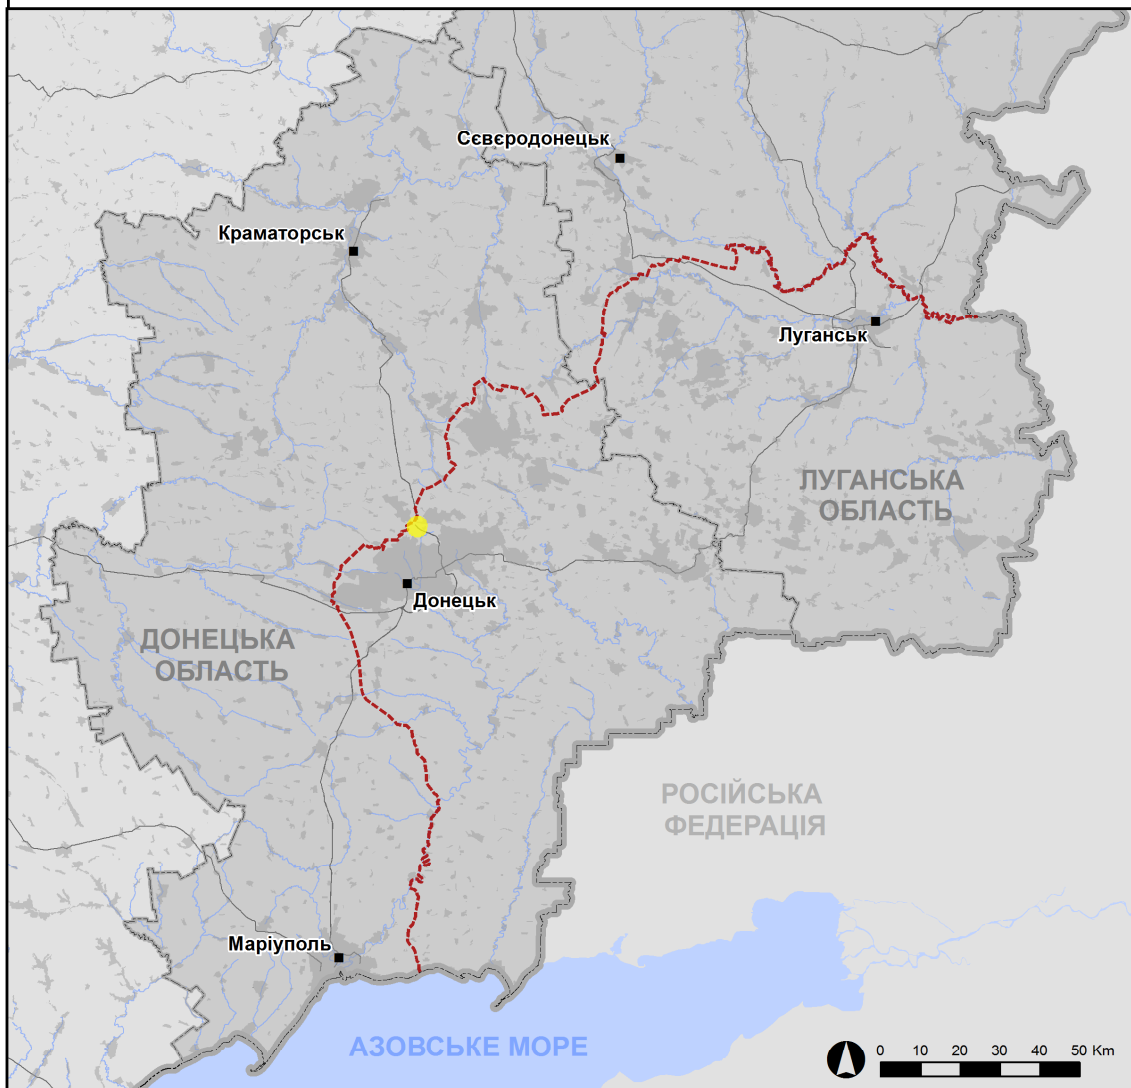 Сєвєродонецьк
Краматорськ
Луганськ
ЛУГАНСЬКА
ОБЛАСТЬ
Донецьк
ДОНЕЦЬКА
ОБЛАСТЬ
РОСІЙСЬКА
ФЕДЕРАЦІЯ
Маріуполь
АЗОВСЬКЕ МОРЕ
0 10 20 30 40 50 Km